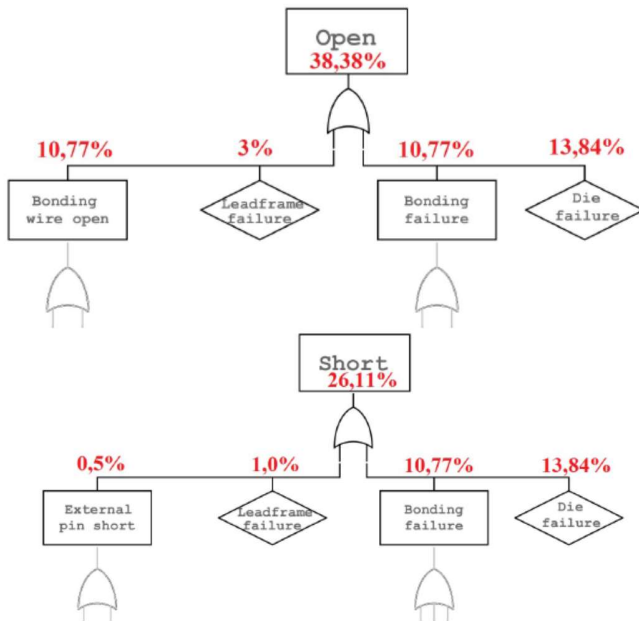 Open
38,38%
10,77%
3%
10,77%
13,84%
Bonding
wire open
Leadframe
failure
Bonding
failure
Die
failure
Short
26,11%
0,5%
1,0%
10,77%
13,84%
External
pin short
Leadframe
failure
Bonding
failure
Die
failure